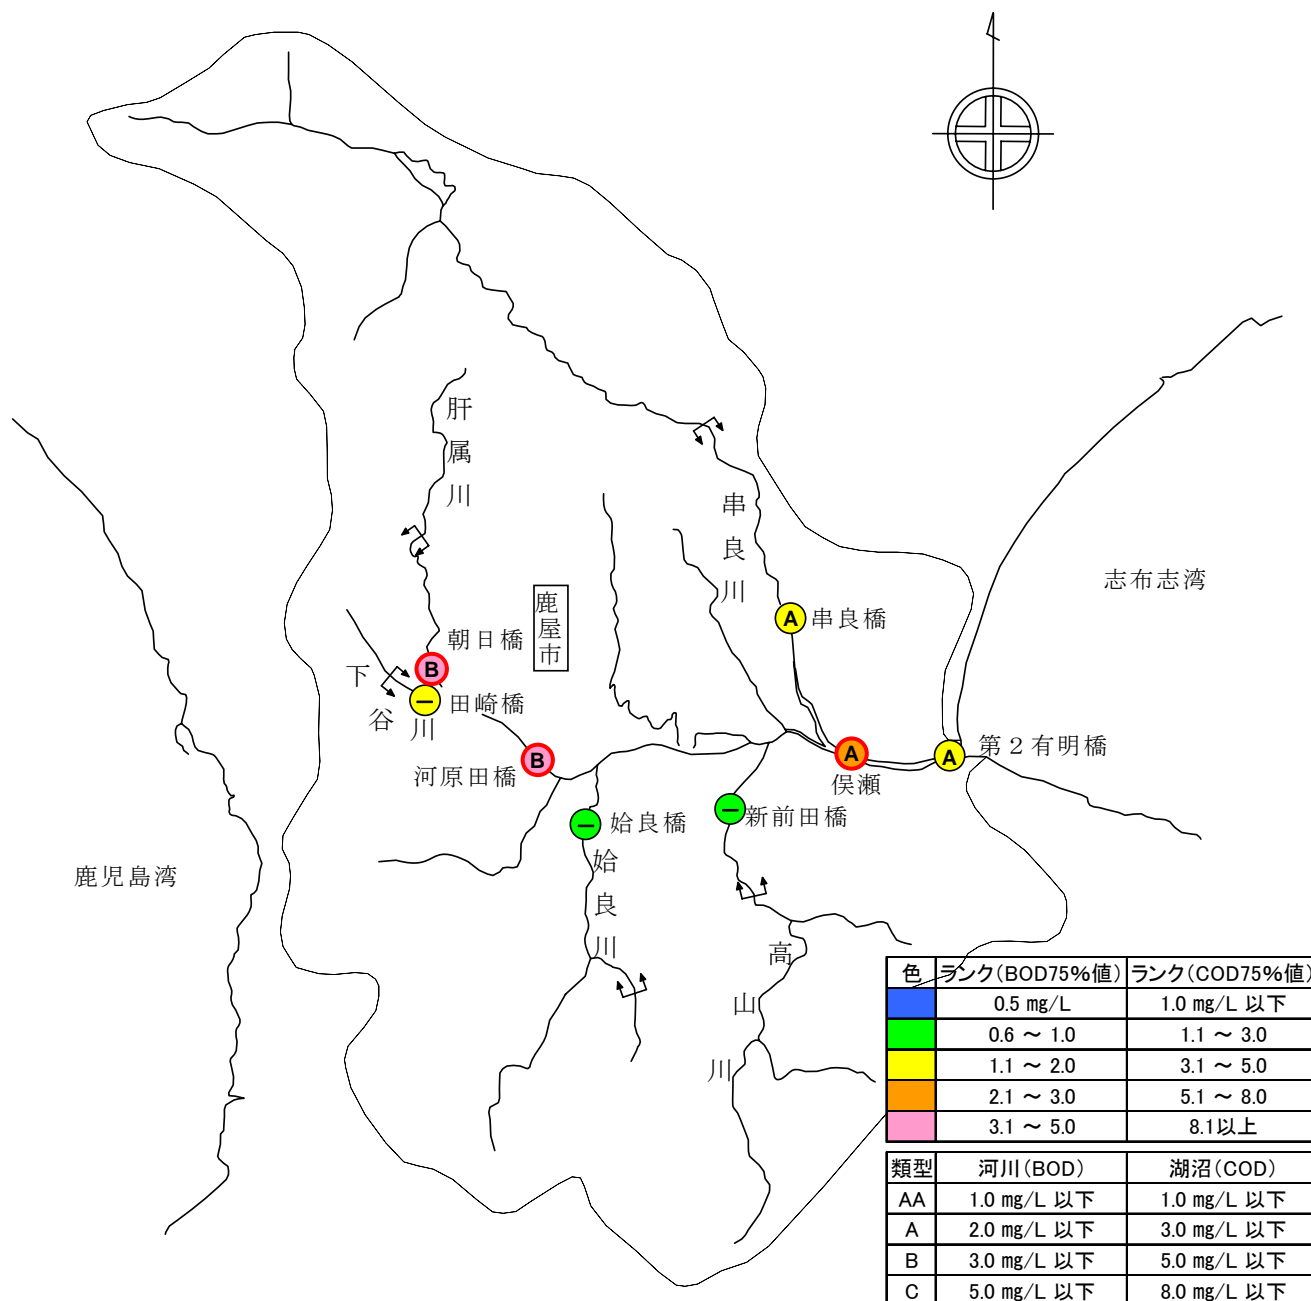 肝属川
串良川
鹿屋市
志布志湾
A
串良橋
朝日橋
B
下谷川
田崎橋
—
B
河原田橋
A
俣瀬
A
第2有明橋
—
姶良橋
—
新前田橋
姶良川
鹿児島湾
高山川
色 ランク(BOD75%値) ランク(COD75%値)
0.5 mg/L 1.0 mg/L 以下
0.6 ～ 1.0 1.1 ～ 3.0
1.1 ～ 2.0 3.1 ～ 5.0
2.1 ～ 3.0 5.1 ～ 8.0
3.1 ～ 5.0 8.1以上
類型 河川(BOD) 湖沼(COD)
AA 1.0 mg/L 以下 1.0 mg/L 以下
A 2.0 mg/L 以下 3.0 mg/L 以下
B 3.0 mg/L 以下 5.0 mg/L 以下
C 5.0 mg/L 以下 8.0 mg/L 以下